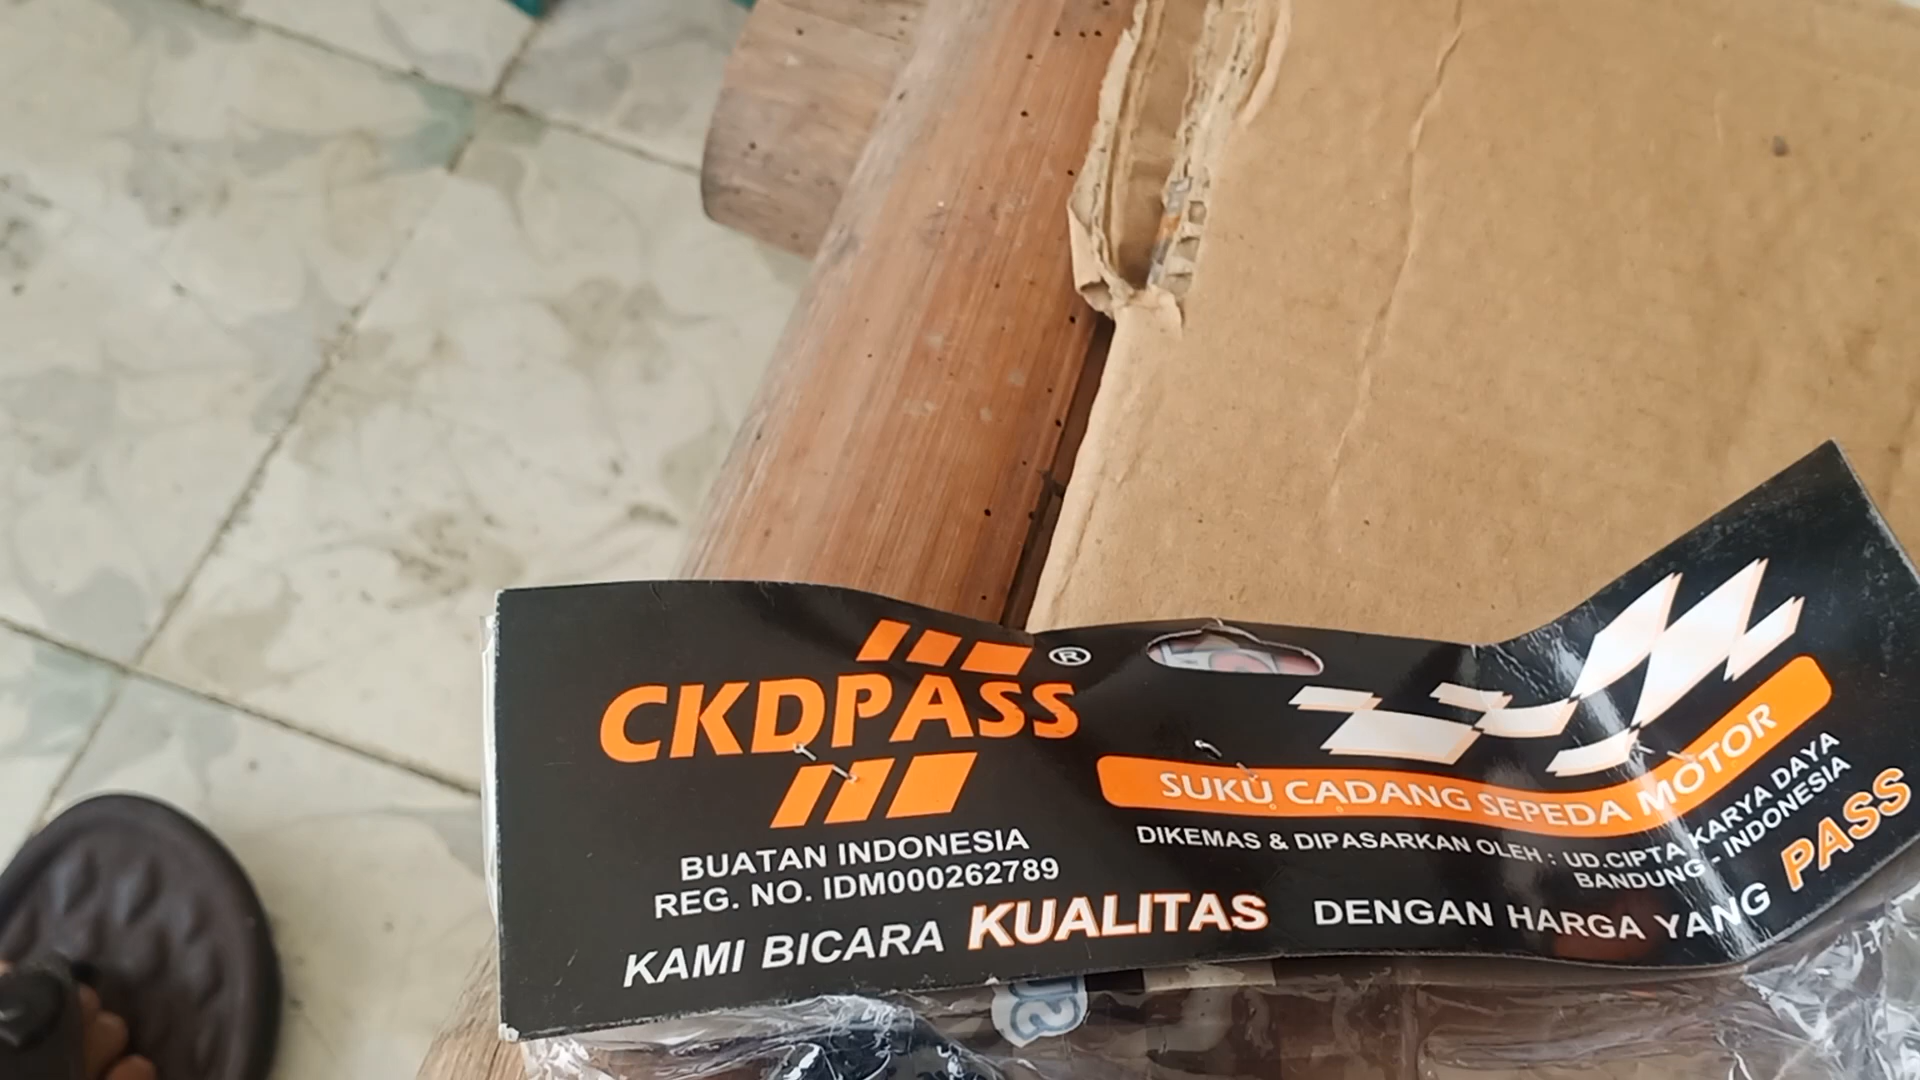 CKDPASS®
BUATAN INDONESIA
REG. NO. IDM000262789
SUKU CADANG SEPEDA MOTOR
DIKEMAS & DIPASARKAN OLEH : UD.CIPTA KARYA DAYA
BANDUNG - INDONESIA
KAMI BICARA KUALITAS DENGAN HARGA YANG PASS